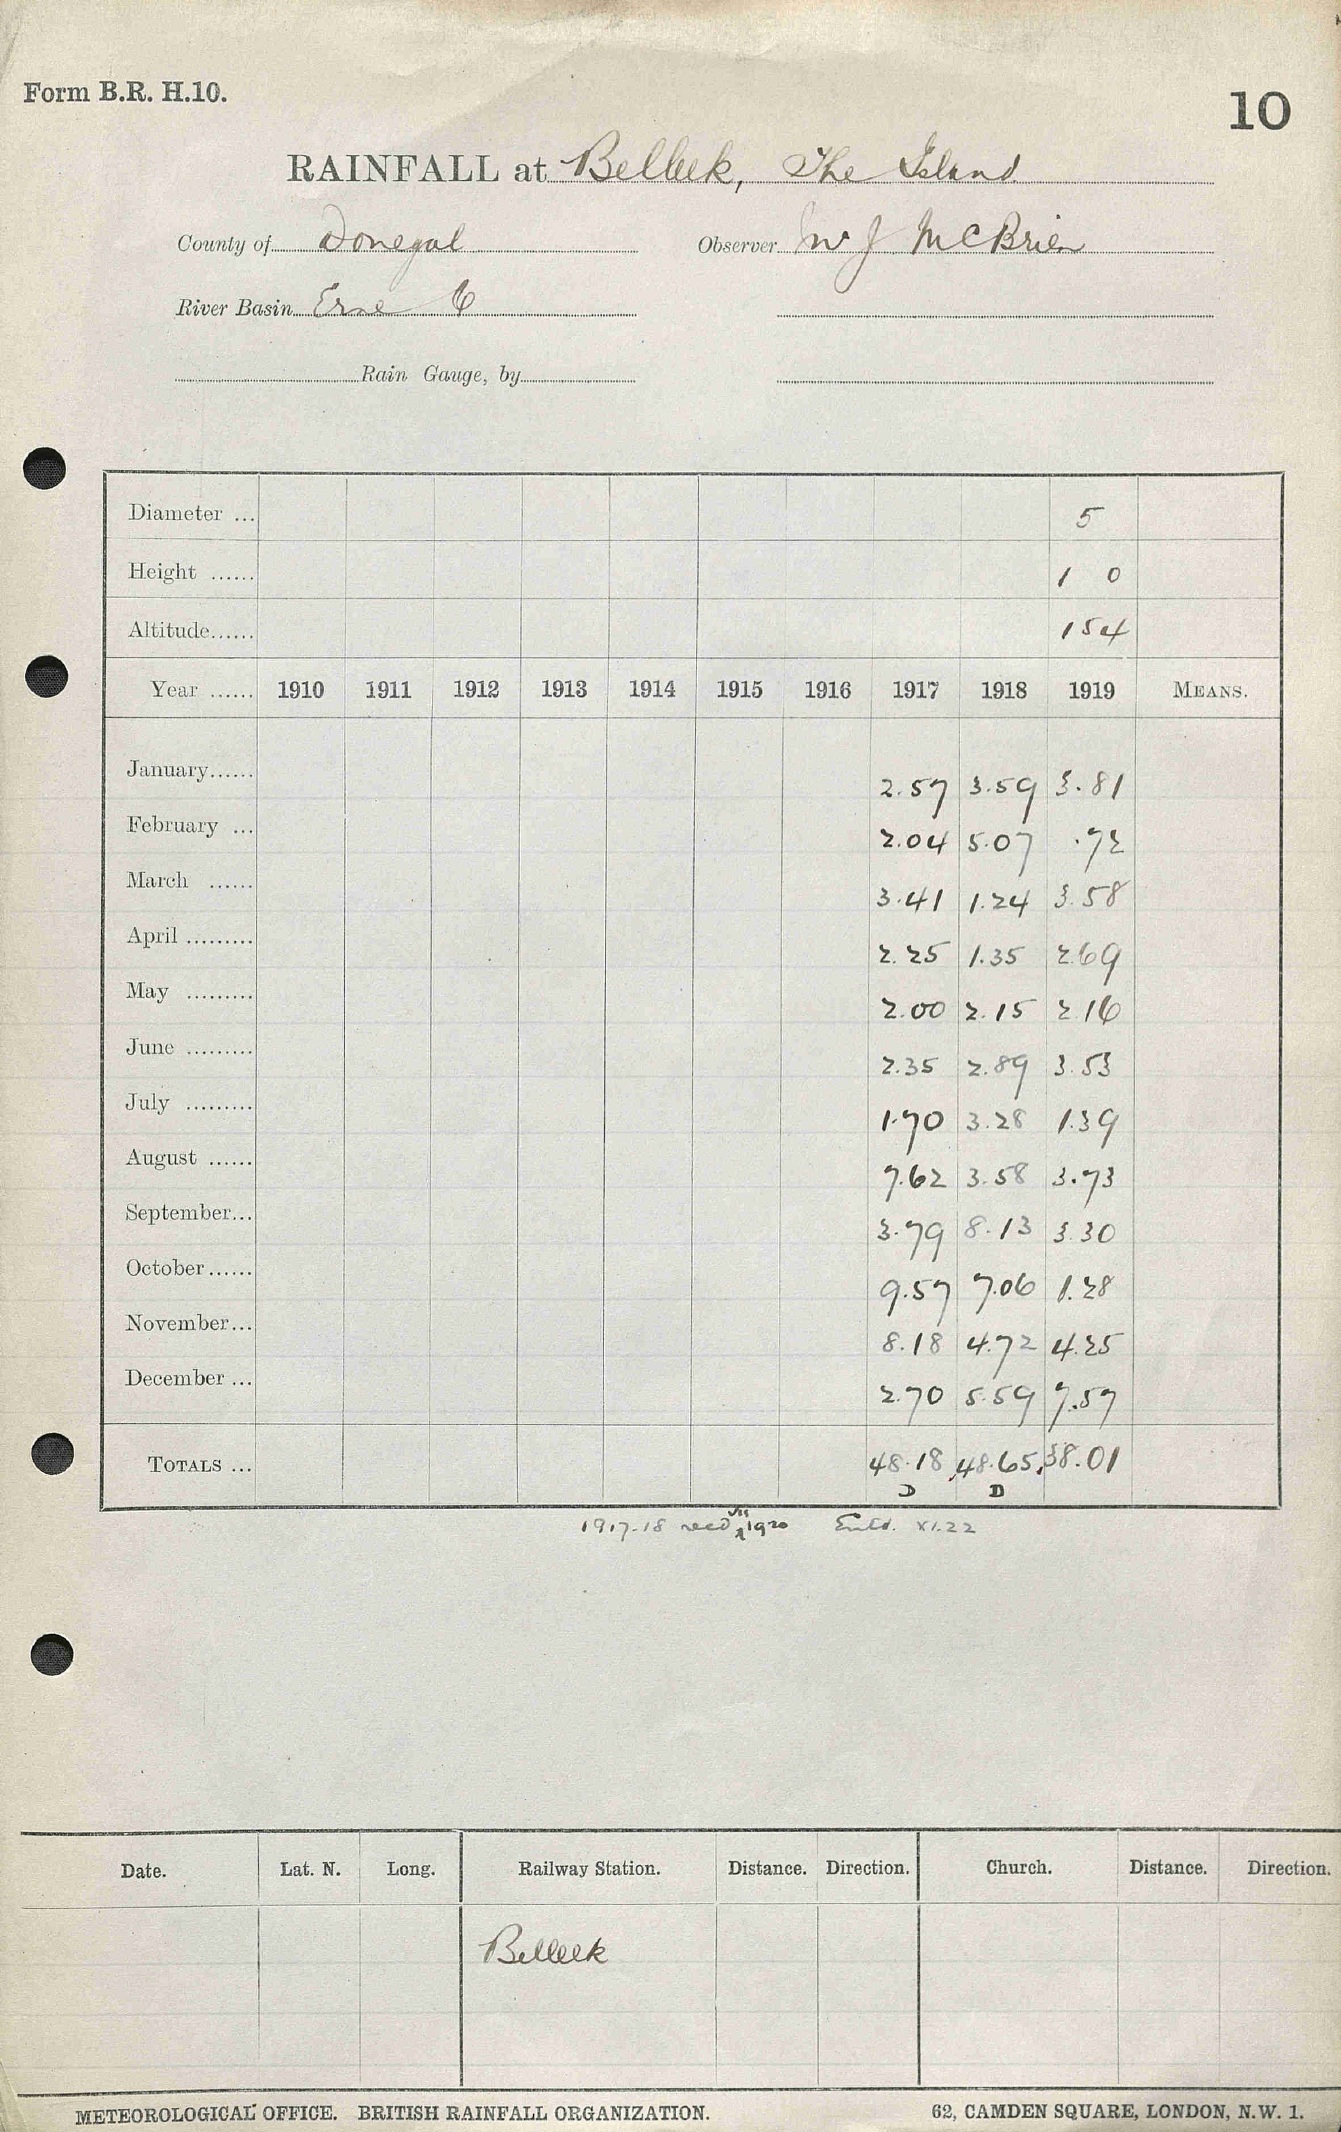 Form B.R. H.10.
10
RAINFALL at Belleek, The Island
County of Donegal Observer W J McBrien
River Basin Erne 6
Rain Gauge, by
Diameter ... 5
Height ...... 1 0
Altitude...... 154
Year ...... 1910 1911 1912 1913 1914 1915 1916 1917 1918 1919 MEANS.
January...... 2.57 3.59 3.81
February ... 2.04 5.07 .72
March ...... 3.41 1.24 3.58
April ......... 2.25 1.35 2.69
May ......... 2.00 2.15 2.16
June ......... 2.35 2.89 3.53
July ......... 1.70 3.28 1.39
August ...... 7.62 3.58 3.73
September... 3.79 8.13 3.30
October...... 9.57 7.06 1.28
November... 8.18 4.72 4.25
December ... 2.70 5.59 7.57
TOTALS ... 48.18 48.65 38.01
D D
1917-18 recd VII 1920 Entd. XI.22
Date. Lat. N. Long. Railway Station. Distance. Direction. Church. Distance. Direction.
Belleek
METEOROLOGICAL OFFICE. BRITISH RAINFALL ORGANIZATION. 62, CAMDEN SQUARE, LONDON, N.W. 1.